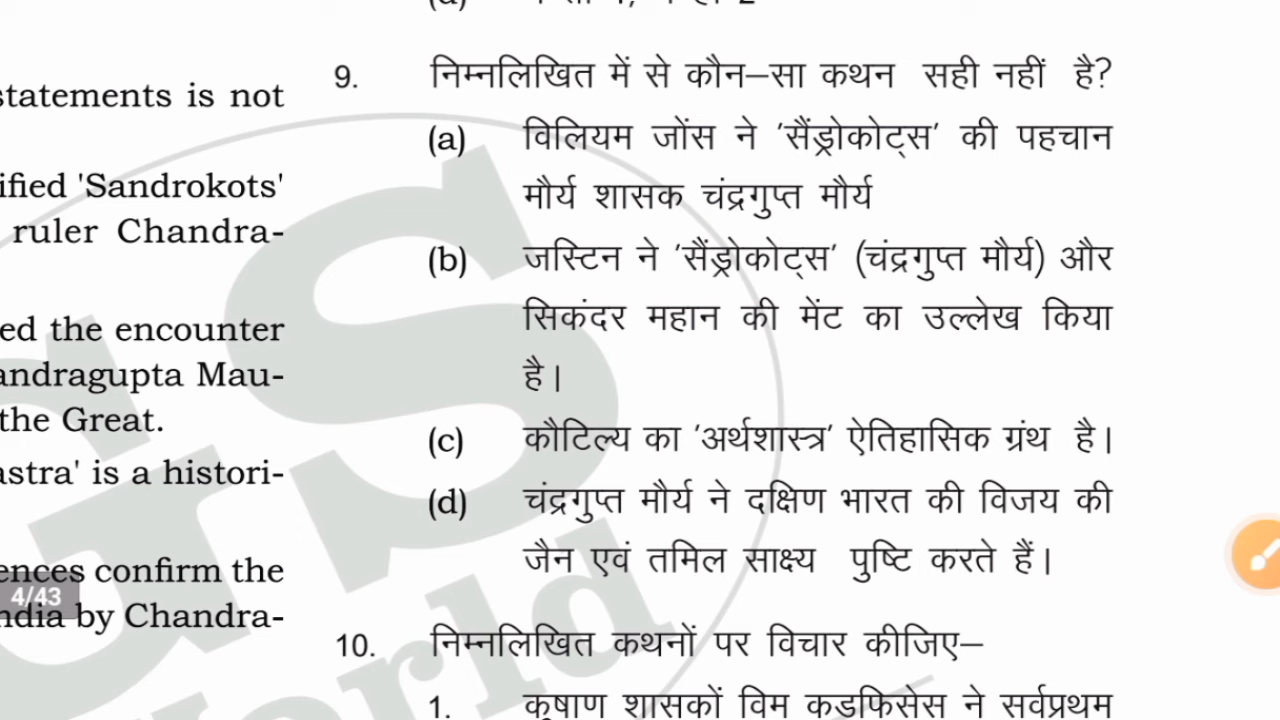 statements is not
ified 'Sandrokots'
ruler Chandra-
ed the encounter
andragupta Mau-
the Great.
astra' is a histori-
ences confirm the
ndia by Chandra-
4/43
9. निम्नलिखित में से कौन–सा कथन सही नहीं है?
(a) विलियम जोंस ने 'सैंड्रोकोट्स' की पहचान
मौर्य शासक चंद्रगुप्त मौर्य
(b) जस्टिन ने 'सैंड्रोकोट्स' (चंद्रगुप्त मौर्य) और
सिकंदर महान की मेंट का उल्लेख किया
है।
(c) कौटिल्य का 'अर्थशास्त्र' ऐतिहासिक ग्रंथ है।
(d) चंद्रगुप्त मौर्य ने दक्षिण भारत की विजय की
जैन एवं तमिल साक्ष्य पुष्टि करते हैं।
10. निम्नलिखित कथनों पर विचार कीजिए–
1. कुषाण शासकों विम कडफिसेस ने सर्वप्रथम
GS
World